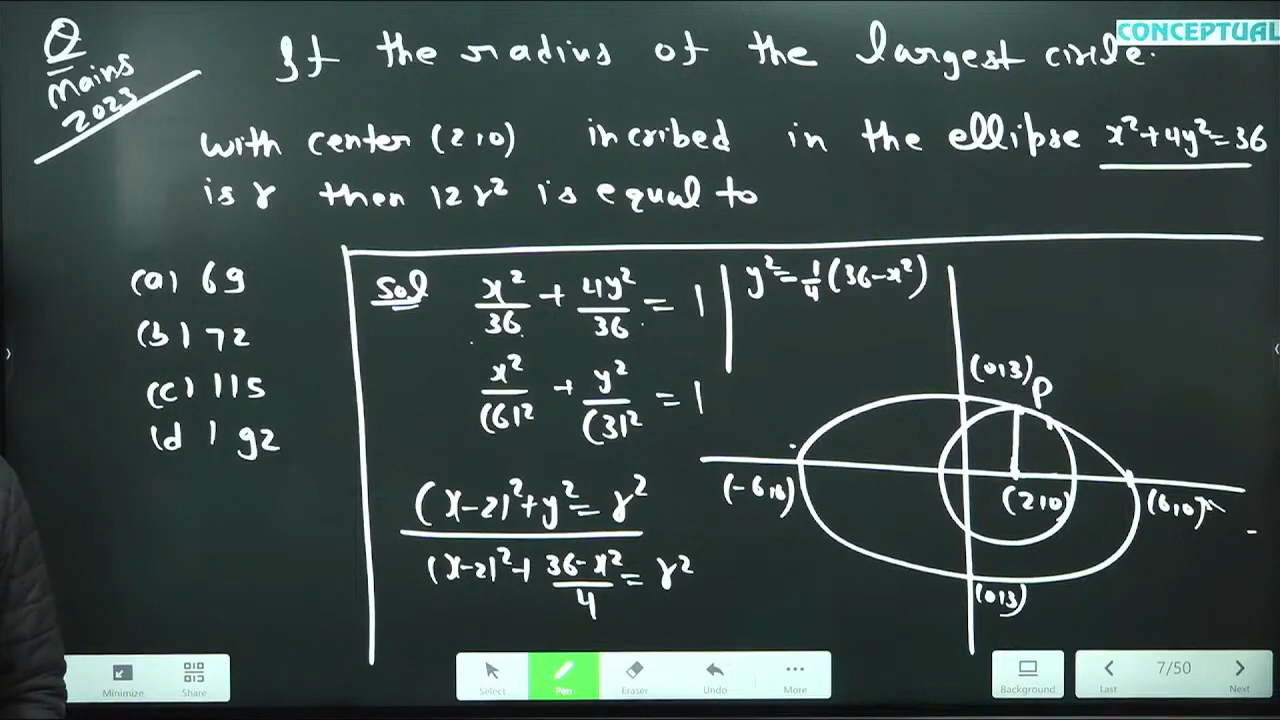 CONCEPTUAL
Q
Mains
2023
If the radius of the largest circle.
with center (2,0) incribed in the ellipse x²+4y²=36
is r then 12r² is equal to
(a) 69
(b) 72
(c) 115
(d) 92
Sol
x²/36 + 4y²/36 = 1
x²/(6)² + y²/(3)² = 1
(x-2)²+y²=r²
(x-2)²+ 36-x²/4 = r²
y²=1/4(36-x²)
(0,3) P
(-6,0)
(2,0)
(6,0)
(0,3)
Minimize
Share
Select
Pen
Eraser
Undo
More
Background
Last
7/50
Next